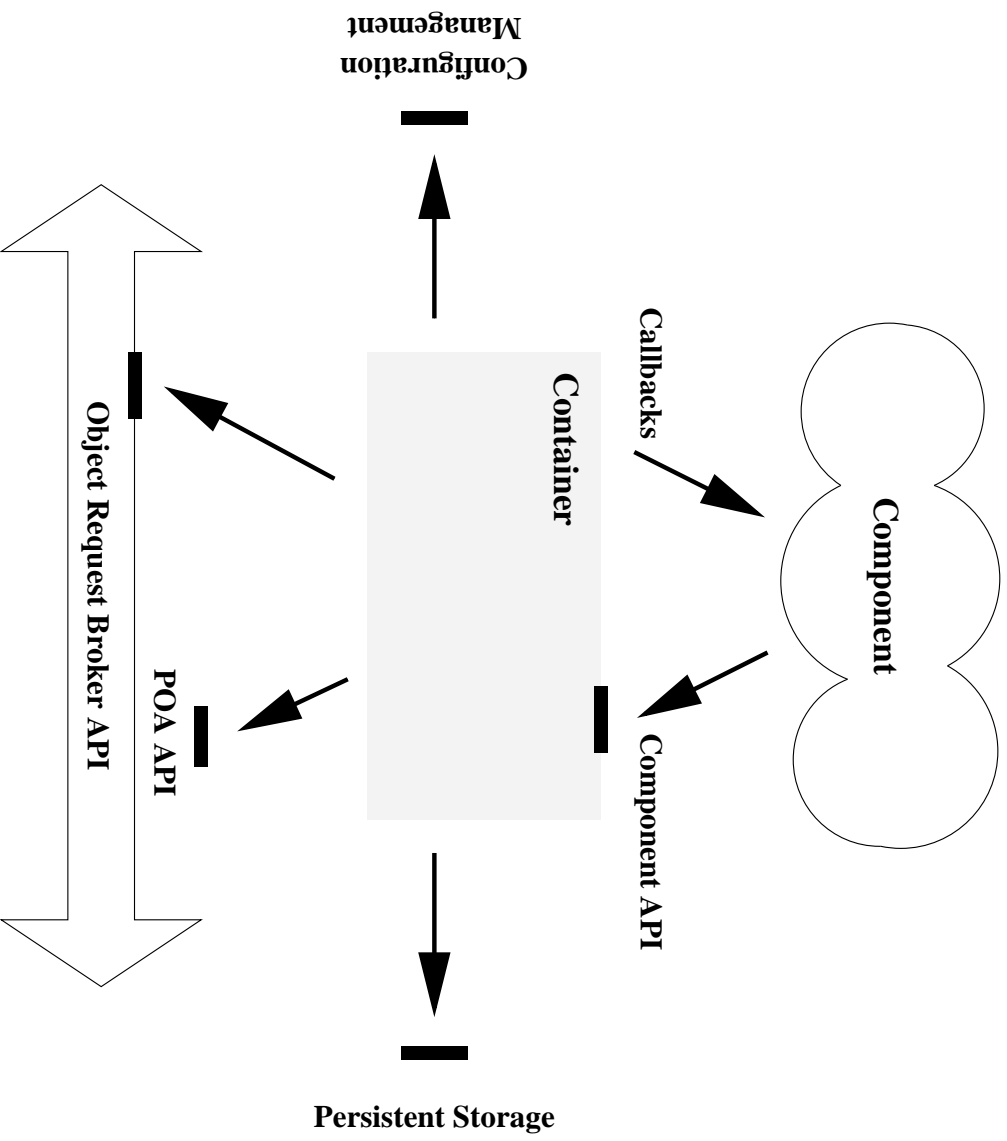 Configuration
Management
Callbacks
Component
Container
Component API
POA API
Object Request Broker API
Persistent Storage